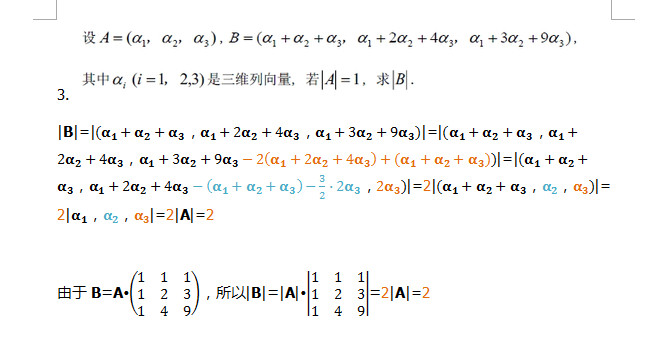 设 A = (α₁, α₂, α₃), B = (α₁ + α₂ + α₃, α₁ + 2α₂ + 4α₃, α₁ + 3α₂ + 9α₃),
其中 αᵢ (i = 1, 2,3) 是三维列向量, 若|A| = 1, 求|B|.
3.
|B|=|(α₁ + α₂ + α₃，α₁ + 2α₂ + 4α₃，α₁ + 3α₂ + 9α₃)|=|(α₁ + α₂ + α₃，α₁ +
2α₂ + 4α₃，α₁ + 3α₂ + 9α₃ − 2(α₁ + 2α₂ + 4α₃) + (α₁ + α₂ + α₃))|=|(α₁ + α₂ +
α₃，α₁ + 2α₂ + 4α₃ − (α₁ + α₂ + α₃) − 3/2 · 2α₃，2α₃)|=2|(α₁ + α₂ + α₃，α₂，α₃)|=
2|α₁，α₂，α₃|=2|A|=2
由于 B=A•(1 1 1
1 2 3
1 4 9)，所以|B|=|A|•|1 1 1
1 2 3
1 4 9|=2|A|=2